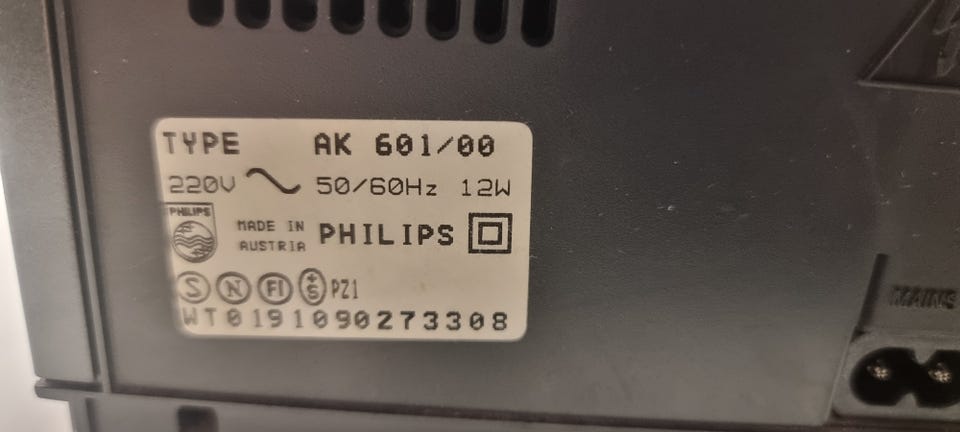 TYPE AK 601/00
220V 50/60Hz 12W
PHILIPS
MADE IN AUSTRIA PHILIPS
S N FI +S PZ1
WT0191090273308
MAINS